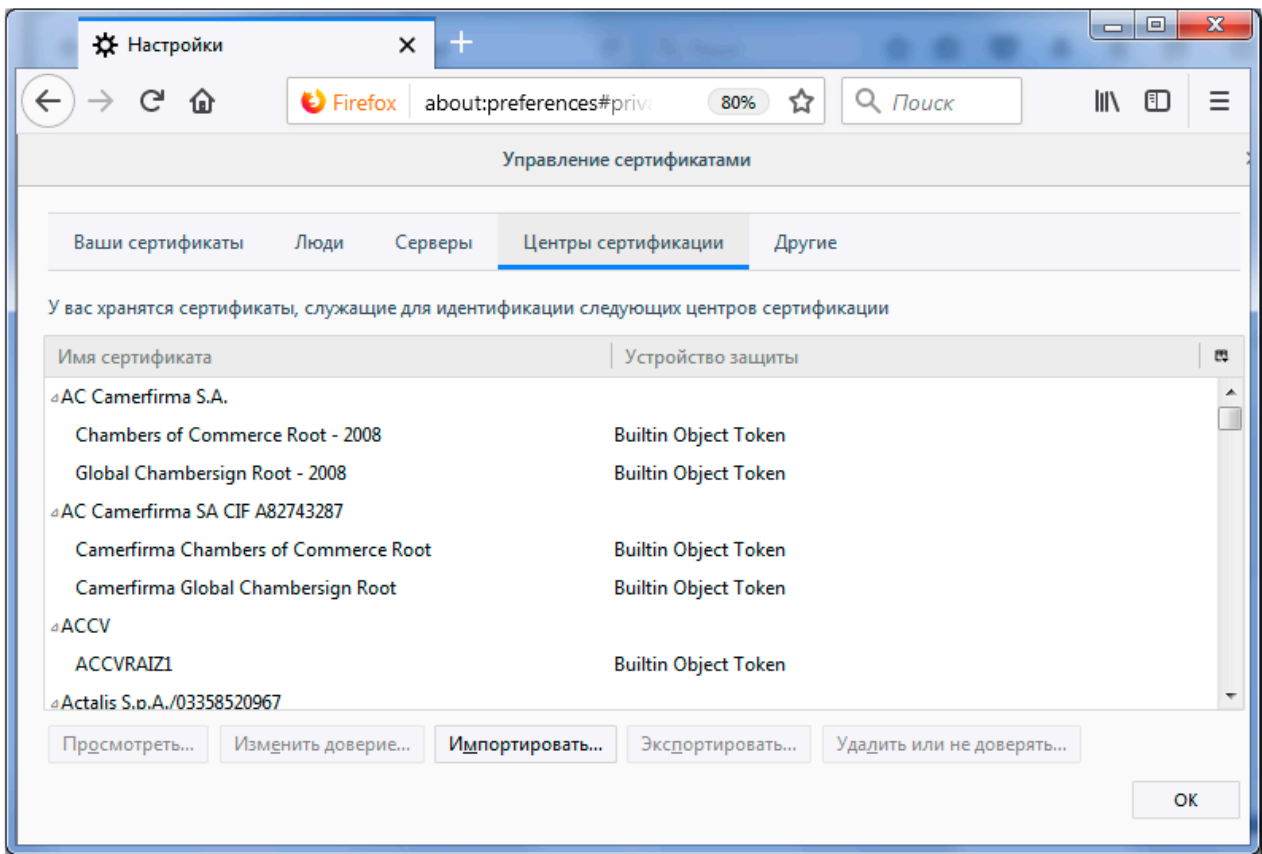 Настройки
Firefox about:preferences#priv 80% Поиск
Управление сертификатами
Ваши сертификаты Люди Серверы Центры сертификации Другие
У вас хранятся сертификаты, служащие для идентификации следующих центров сертификации
Имя сертификата Устройство защиты
AC Camerfirma S.A.
Chambers of Commerce Root - 2008 Builtin Object Token
Global Chambersign Root - 2008 Builtin Object Token
AC Camerfirma SA CIF A82743287
Camerfirma Chambers of Commerce Root Builtin Object Token
Camerfirma Global Chambersign Root Builtin Object Token
ACCV
ACCVRAIZ1 Builtin Object Token
Actalis S.p.A./03358520967
Просмотреть... Изменить доверие... Импортировать... Экспортировать... Удалить или не доверять...
ОК